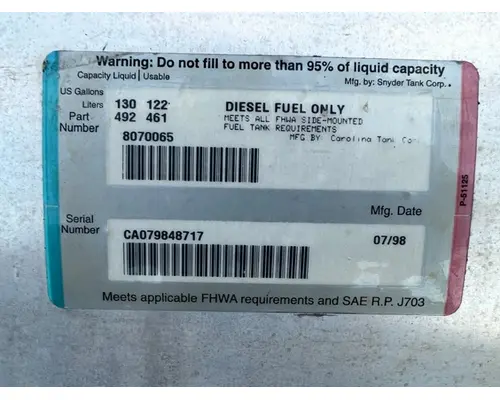 Warning: Do not fill to more than 95% of liquid capacity
Capacity Liquid | Usable
Mfg. by: Snyder Tank Corp.
US Gallons 130 122
Liters 492 461
DIESEL FUEL ONLY
MEETS ALL FHWA SIDE-MOUNTED
FUEL TANK REQUIREMENTS
MFG BY Carolina Tank Cor
Part
Number
8070065
P-51125
Mfg. Date
Serial
Number
CA079848717
07/98
Meets applicable FHWA requirements and SAE R.P. J703